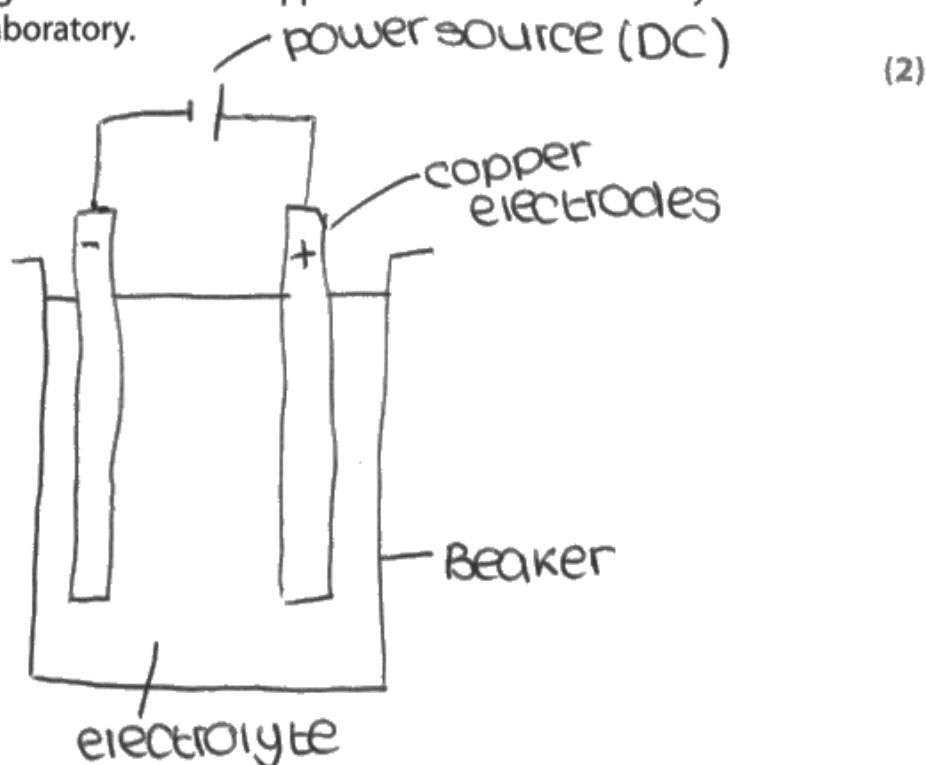 boratory.
power source (DC)
(2)
copper
electrodes
-
+
Beaker
electrolyte